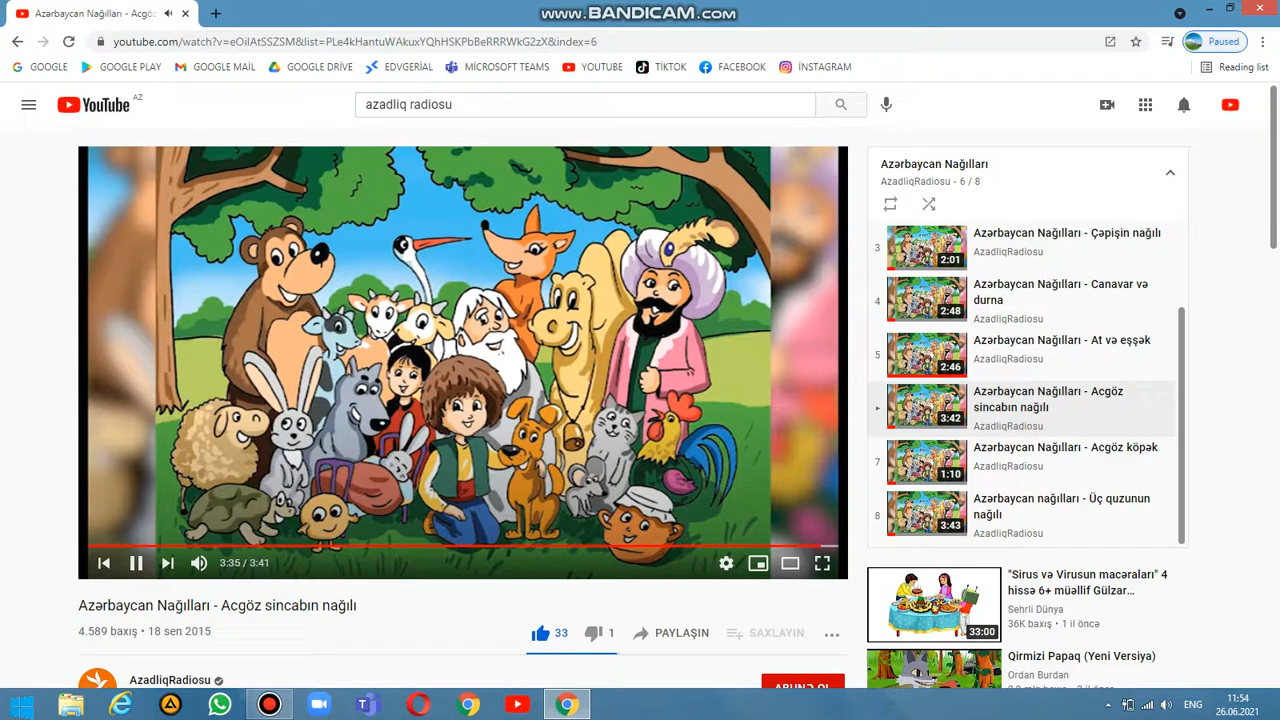 Azərbaycan Nağılları - Acgöz
www.BANDICAM.com
youtube.com/watch?v=eOiIAtSSZSM&list=PLe4kHantuWAkuxYQhHSKPbBeRRRWkG2zX&index=6
Paused
GOOGLE
GOOGLE PLAY
GOOGLE MAİL
GOOGLE DRİVE
EDVGERİAL
MİCROSOFT TEAMS
YOUTUBE
TİKTOK
FACEBOOK
İNSTAGRAM
Reading list
YouTube AZ
azadliq radiosu
Azərbaycan Nağılları
AzadliqRadiosu - 6 / 8
3
2:01
Azərbaycan Nağılları - Çəpişin nağılı
AzadliqRadiosu
4
2:48
Azərbaycan Nağılları - Canavar və
durna
AzadliqRadiosu
5
2:46
Azərbaycan Nağılları - At və eşşək
AzadliqRadiosu
3:42
Azərbaycan Nağılları - Acgöz
sincabın nağılı
AzadliqRadiosu
7
1:10
Azərbaycan Nağılları - Acgöz köpək
AzadliqRadiosu
8
3:43
Azərbaycan nağılları - Üç quzunun
nağılı
AzadliqRadiosu
3:35 / 3:41
Azərbaycan Nağılları - Acgöz sincabın nağılı
4.589 baxış • 18 sen 2015
33
1
PAYLAŞIN
SAXLAYIN
AzadliqRadiosu
ABUNƏ OL
33:00
"Sirus və Virusun macəraları" 4
hissə 6+ müəllif Gülzar...
Sehrli Dünya
36K baxış • 1 il öncə
Qirmizi Papaq (Yeni Versiya)
Ordan Burdan
ENG
11:54
26.06.2021